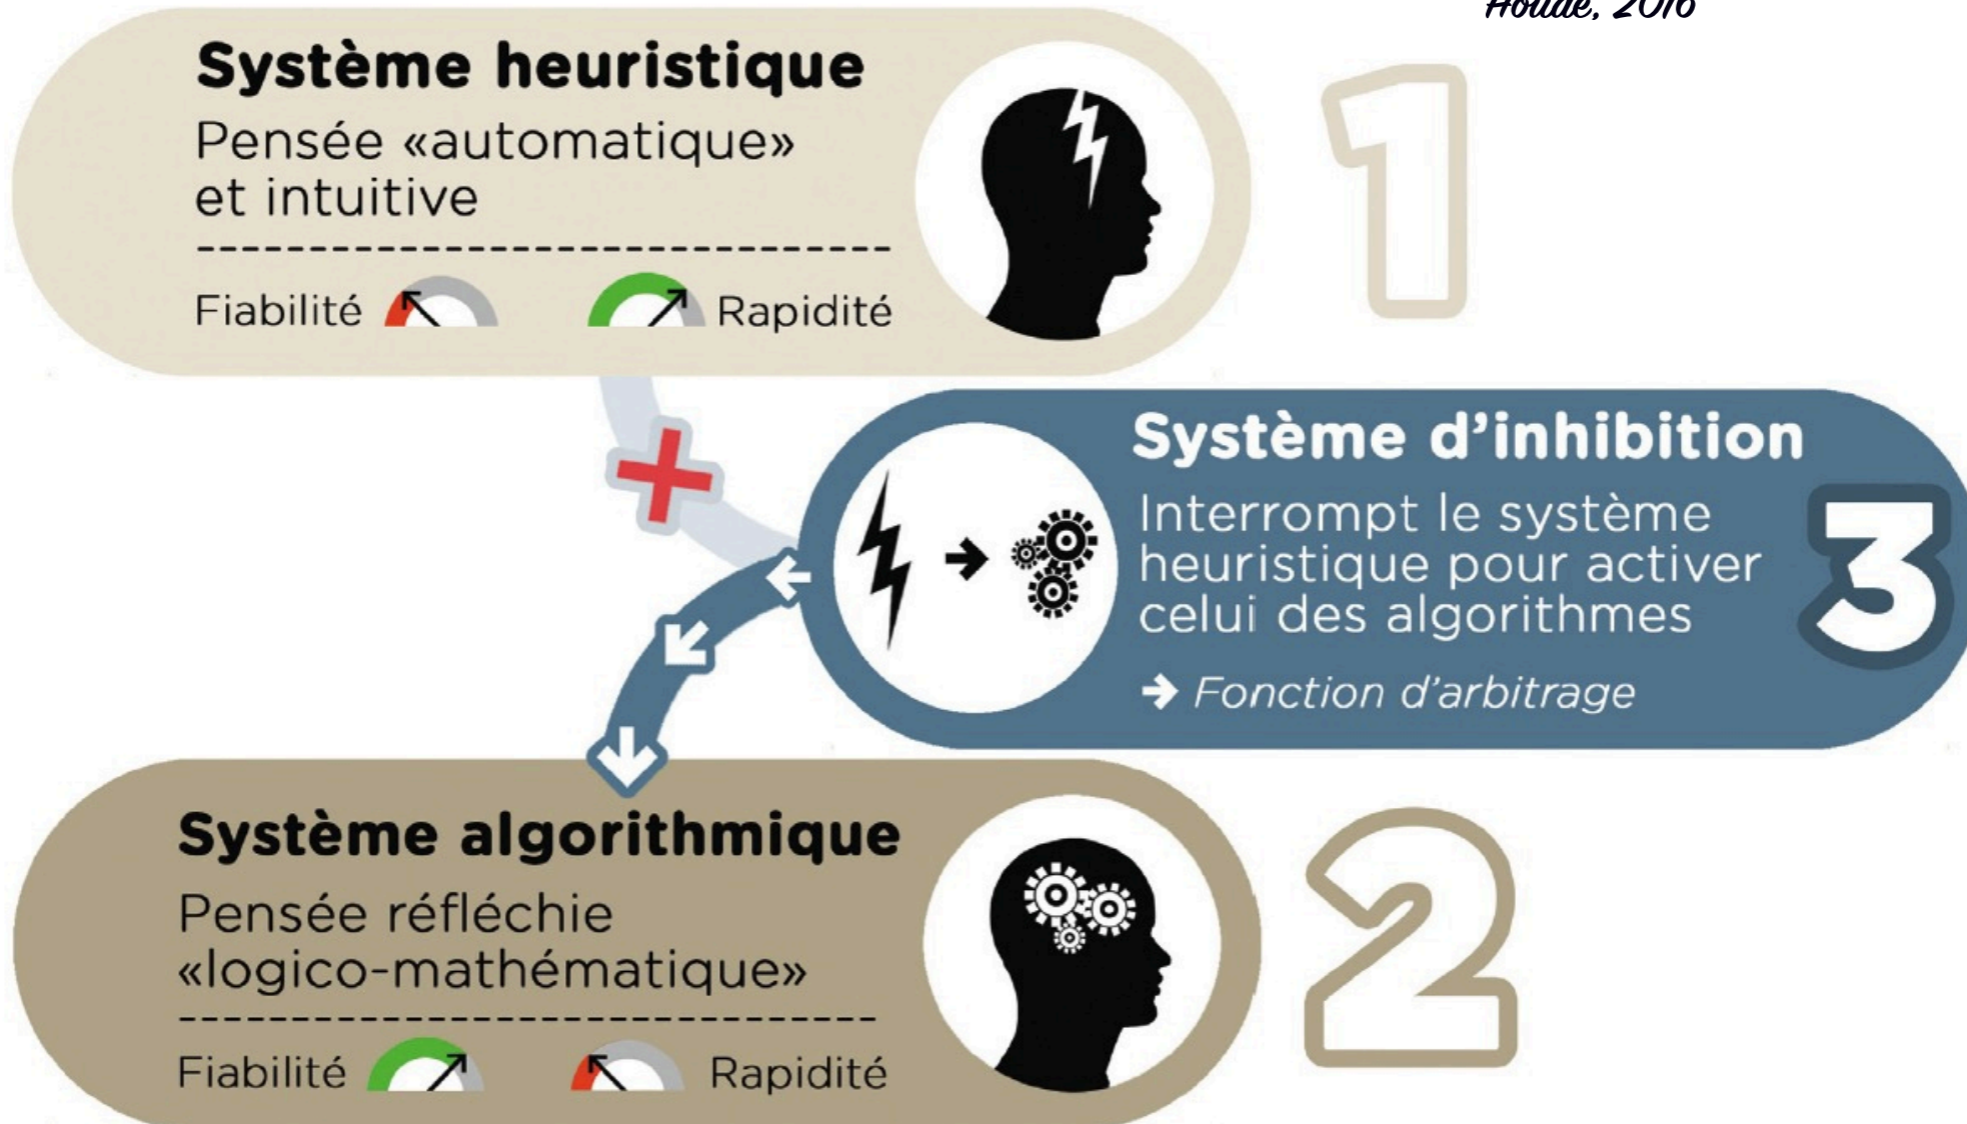 Houdé, 2016
Système heuristique
Pensée «automatique»
et intuitive
Fiabilité
Rapidité
1
Système d’inhibition
Interrompt le système
heuristique pour activer
celui des algorithmes
➔ Fonction d’arbitrage
3
Système algorithmique
Pensée réfléchie
«logico-mathématique»
Fiabilité
Rapidité
2